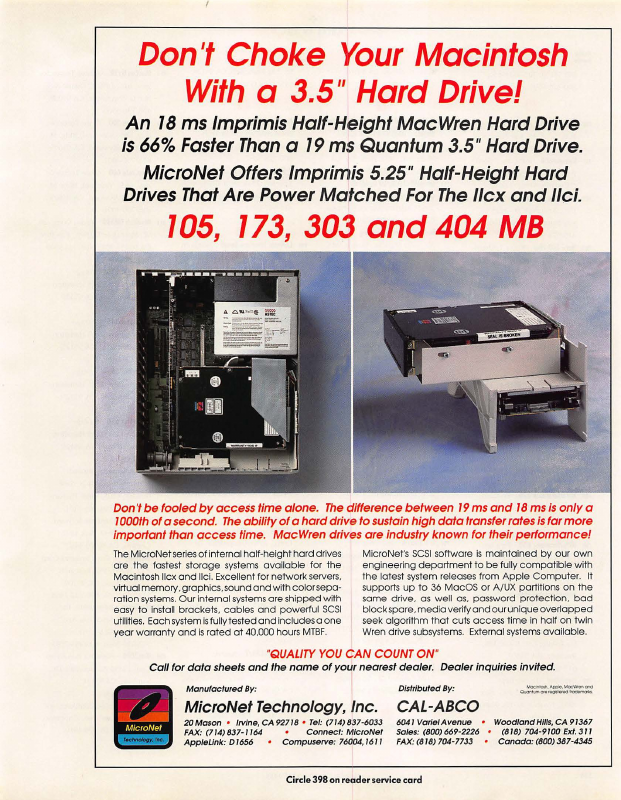 Don't Choke Your Macintosh
With a 3.5" Hard Drive!
An 18 ms Imprimis Half-Height MacWren Hard Drive
is 66% Faster Than a 19 ms Quantum 3.5" Hard Drive.
MicroNet Offers Imprimis 5.25" Half-Height Hard
Drives That Are Power Matched For The IIcx and IIci.
105, 173, 303 and 404 MB
SEAL IS BROKEN
Don't be fooled by access time alone. The difference between 19 ms and 18 ms is only a
1000th of a second. The ability of a hard drive to sustain high data transfer rates is far more
important than access time. MacWren drives are industry known for their performance!
The MicroNet series of internal half-height hard drives
are the fastest storage systems available for the
Macintosh IIcx and IIci. Excellent for network servers,
virtual memory, graphics, sound and with color sepa-
ration systems. Our internal systems are shipped with
easy to install brackets, cables and powerful SCSI
utilities. Each system is fully tested and includes a one
year warranty and is rated at 40,000 hours MTBF.
MicroNet's SCSI software is maintained by our own
engineering department to be fully compatible with
the latest system releases from Apple Computer. It
supports up to 36 MacOS or A/UX partitions on the
same drive, as well as, password protection, bad
block spare, media verify and our unique overlapped
seek algorithm that cuts access time in half on twin
Wren drive subsystems. External systems available.
"QUALITY YOU CAN COUNT ON"
Call for data sheets and the name of your nearest dealer. Dealer inquiries invited.
MicroNet
Technology, Inc.
Manufactured By:
MicroNet Technology, Inc.
20 Mason • Irvine, CA 92718 • Tel: (714) 837-6033
FAX: (714) 837-1164 • Connect: MicroNet
AppleLink: D1656 • Compuserve: 76004,1611
Distributed By:
Macintosh, Apple, MacWren and
Quantum are registered trademarks.
CAL-ABCO
6041 Variel Avenue • Woodland Hills, CA 91367
Sales: (800) 669-2226 • (818) 704-9100 Ext. 311
FAX: (818) 704-7733 • Canada: (800) 387-4345
Circle 398 on reader service card